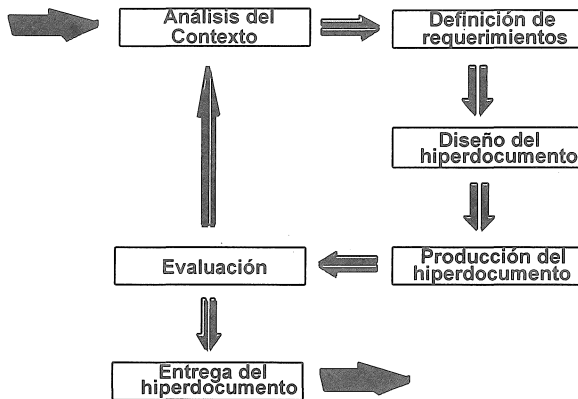 Análisis del
Contexto
Definición de
requerimientos
Diseño del
hiperdocumento
Producción del
hiperdocumento
Evaluación
Entrega del
hiperdocumento